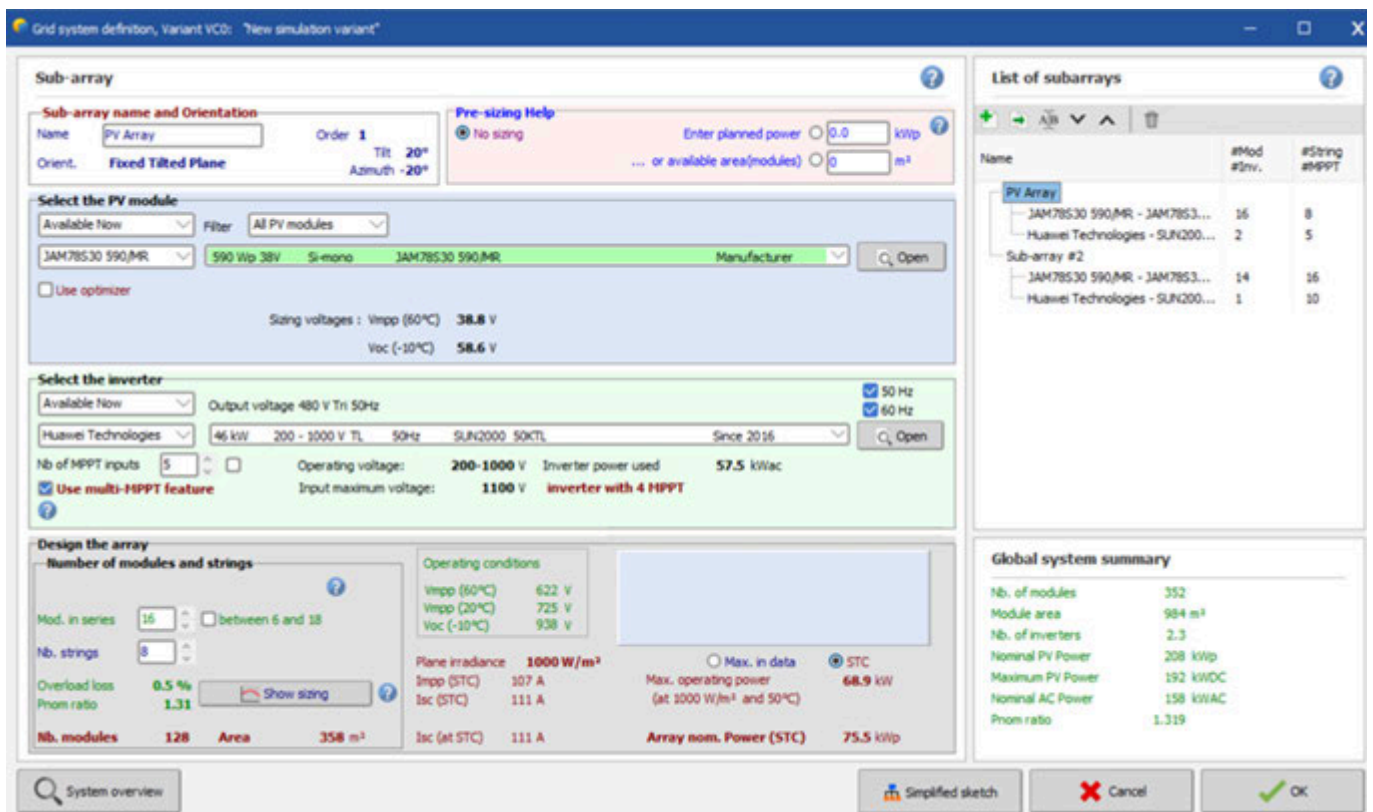 Grid system definition, Variant VC0: "New simulation variant"
Sub-array
Sub-array name and Orientation
Name PV Array Order 1
Tilt 20°
Orient. Fixed Tilted Plane Azimuth -20°
Pre-sizing Help
No sizing Enter planned power 0.0 kWp
... or available area(modules) 0 m²
Select the PV module
Available Now Filter All PV modules
JAM78S30 590/MR 590 Wp 38V Si-mono JAM78S30 590/MR Manufacturer Open
Use optimizer
Sizing voltages : Vmpp (60°C) 38.8 V
Voc (-10°C) 58.6 V
Select the inverter
Available Now Output voltage 480 V Tri 50Hz
50 Hz
60 Hz
Huawei Technologies 46 kW 200 - 1000 V TL 50Hz SUN2000 50KTL Since 2016 Open
Nb of MPPT inputs 5 Operating voltage: 200-1000 V Inverter power used 57.5 kWac
Use multi-MPPT feature Input maximum voltage: 1100 V inverter with 4 MPPT
Design the array
Number of modules and strings
Mod. in series 16 between 6 and 18
Nb. strings 8
Overload loss 0.5 %
Pnom ratio 1.31
Show sizing
Nb. modules 128 Area 358 m²
Operating conditions
Vmpp (60°C) 622 V
Vmpp (20°C) 725 V
Voc (-10°C) 938 V
Plane irradiance 1000 W/m²
Impp (STC) 107 A
Isc (STC) 111 A
Isc (at STC) 111 A
Max. in data STC
Max. operating power 68.9 kW
(at 1000 W/m² and 50°C)
Array nom. Power (STC) 75.5 kWp
List of subarrays
Name #Mod #String
#Inv. #MPPT
PV Array
JAM78S30 590/MR - JAM78S3... 16 8
Huawei Technologies - SUN200... 2 5
Sub-array #2
JAM78S30 590/MR - JAM78S3... 14 16
Huawei Technologies - SUN200... 1 10
Global system summary
Nb. of modules 352
Module area 984 m²
Nb. of inverters 2.3
Nominal PV Power 208 kWp
Maximum PV Power 192 kWDC
Nominal AC Power 158 kWAC
Pnom ratio 1.319
System overview Simplified sketch Cancel OK